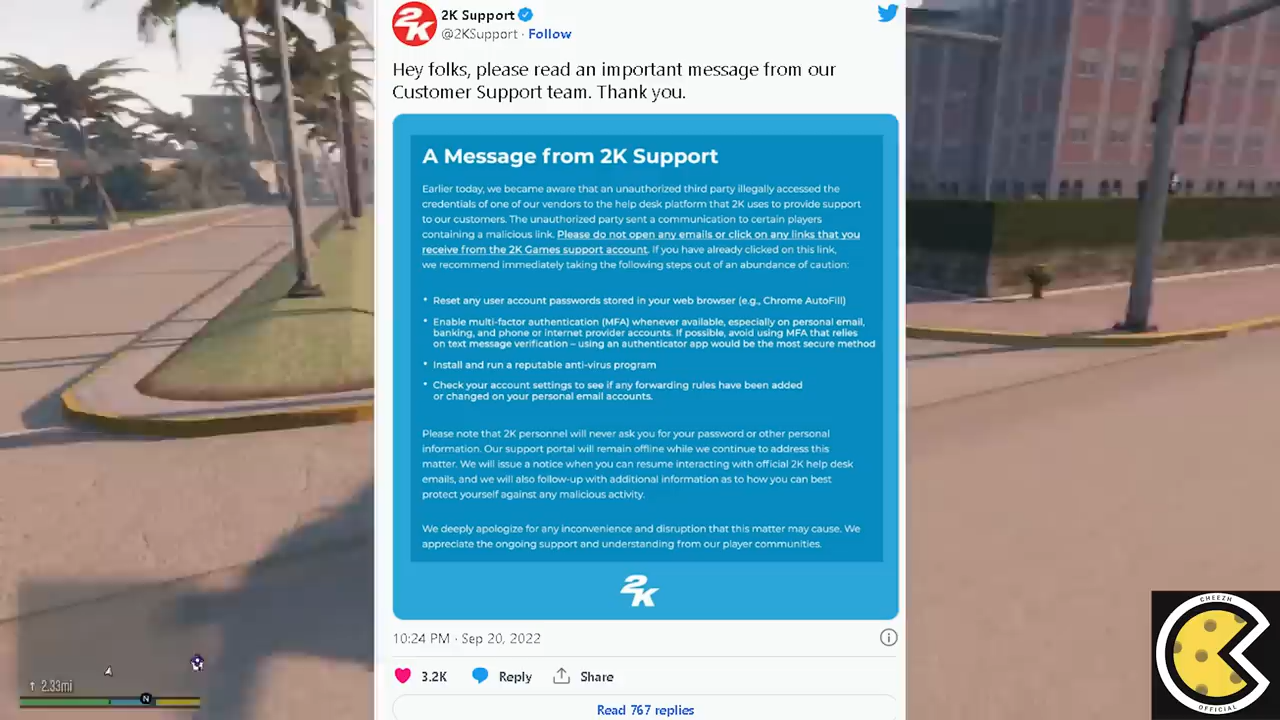 2K Support
@2KSupport · Follow
Hey folks, please read an important message from our
Customer Support team. Thank you.
A Message from 2K Support
Earlier today, we became aware that an unauthorized third party illegally accessed the
credentials of one of our vendors to the help desk platform that 2K uses to provide support
to our customers. The unauthorized party sent a communication to certain players
containing a malicious link. Please do not open any emails or click on any links that you
receive from the 2K Games support account. If you have already clicked on this link,
we recommend immediately taking the following steps out of an abundance of caution:
• Reset any user account passwords stored in your web browser (e.g., Chrome AutoFill)
• Enable multi-factor authentication (MFA) whenever available, especially on personal email,
banking, and phone or internet provider accounts. If possible, avoid using MFA that relies
on text message verification – using an authenticator app would be the most secure method
• Install and run a reputable anti-virus program
• Check your account settings to see if any forwarding rules have been added
or changed on your personal email accounts.
Please note that 2K personnel will never ask you for your password or other personal
information. Our support portal will remain offline while we continue to address this
matter. We will issue a notice when you can resume interacting with official 2K help desk
emails, and we will also follow-up with additional information as to how you can best
protect yourself against any malicious activity.
We deeply apologize for any inconvenience and disruption that this matter may cause. We
appreciate the ongoing support and understanding from our player communities.
2K
10:24 PM · Sep 20, 2022
3.2K Reply Share
Read 767 replies
2.33mi
N
CHEEZH
OFFICIAL
2K